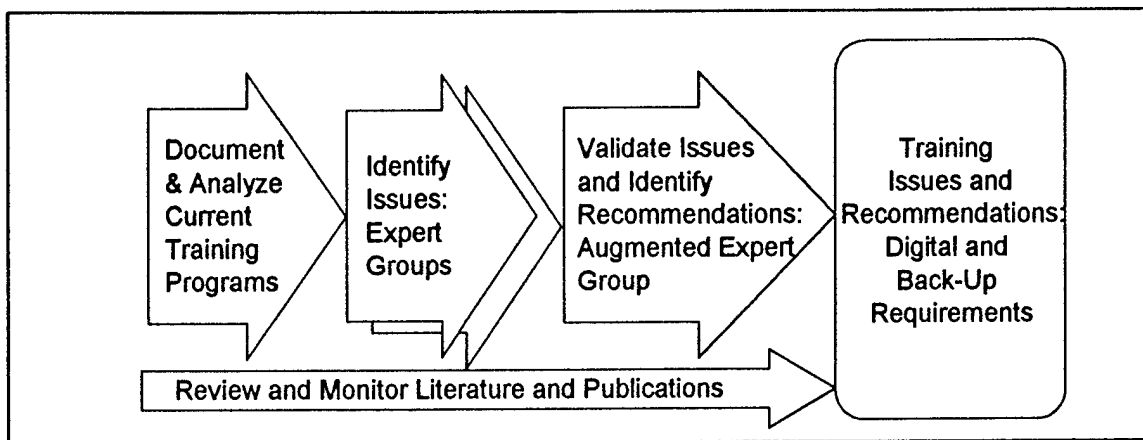 Document
& Analyze
Current
Training
Programs
Identify
Issues:
Expert
Groups
Validate Issues
and Identify
Recommendations:
Augmented Expert
Group
Training
Issues and
Recommendations:
Digital and
Back-Up
Requirements
Review and Monitor Literature and Publications